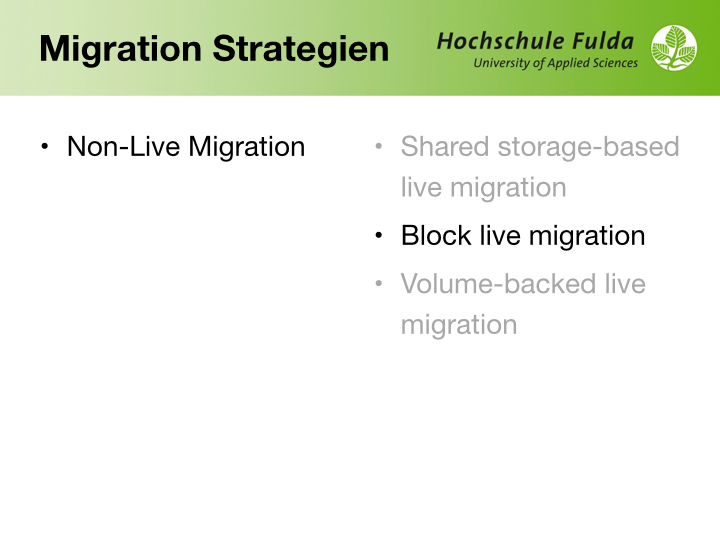 Migration Strategien
Hochschule Fulda
University of Applied Sciences
• Non-Live Migration
• Shared storage-based
live migration
• Block live migration
• Volume-backed live
migration